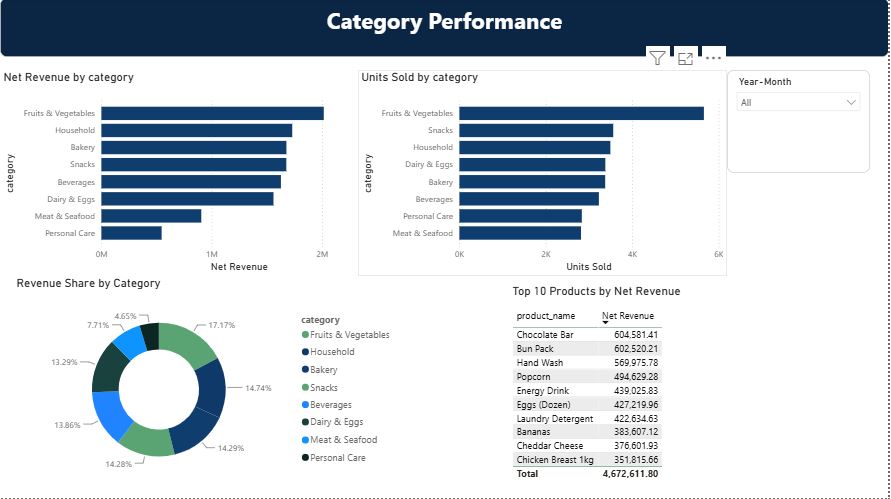 Category Performance
Net Revenue by category
category
Fruits & Vegetables
Household
Bakery
Snacks
Beverages
Dairy & Eggs
Meat & Seafood
Personal Care
0M 1M 2M
Net Revenue
Units Sold by category
category
Fruits & Vegetables
Snacks
Household
Dairy & Eggs
Bakery
Beverages
Personal Care
Meat & Seafood
0K 2K 4K 6K
Units Sold
Year-Month
All
Revenue Share by Category
4.65%
17.17%
7.71%
13.29%
14.74%
13.86%
14.29%
14.28%
category
Fruits & Vegetables
Household
Bakery
Snacks
Beverages
Dairy & Eggs
Meat & Seafood
Personal Care
Top 10 Products by Net Revenue
product_name Net Revenue
Chocolate Bar 604,581.41
Bun Pack 602,520.21
Hand Wash 569,975.78
Popcorn 494,629.28
Energy Drink 439,025.83
Eggs (Dozen) 427,219.96
Laundry Detergent 422,634.63
Bananas 383,607.12
Cheddar Cheese 376,601.93
Chicken Breast 1kg 351,815.66
Total 4,672,611.80